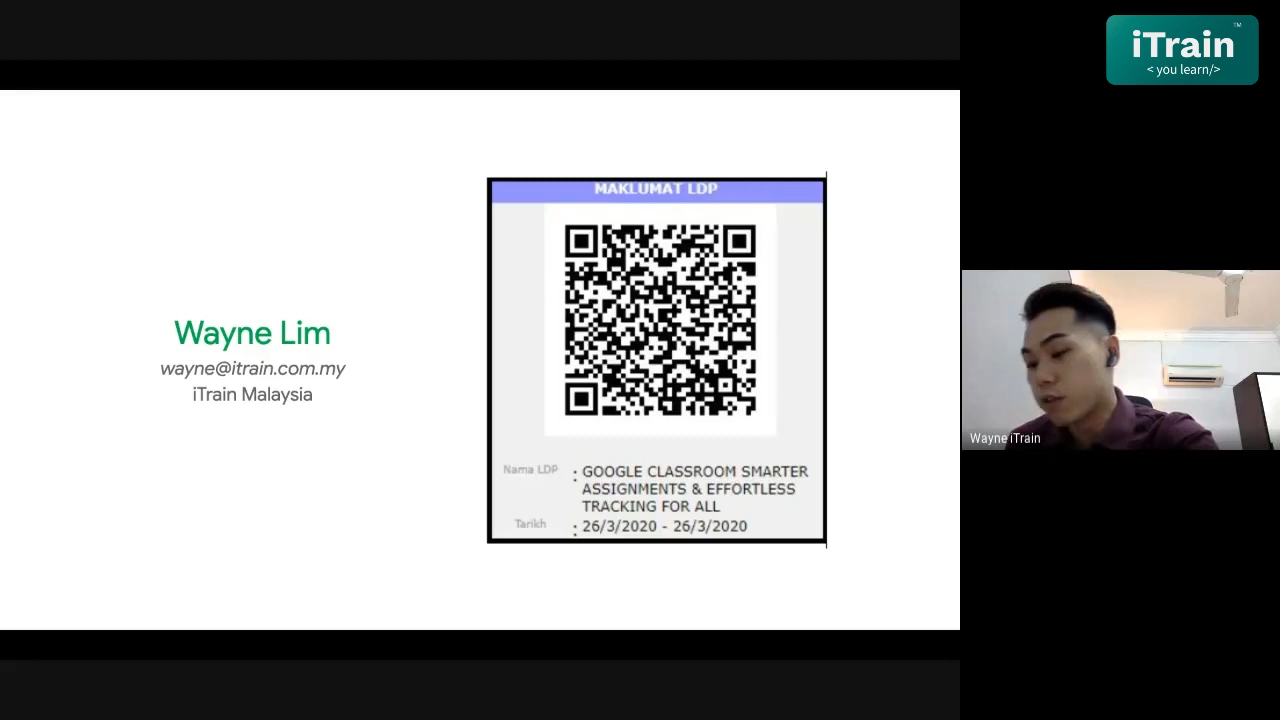 iTrain
TM
< you learn/>
MAKLUMAT LDP
Wayne Lim
wayne@itrain.com.my
iTrain Malaysia
Nama LDP : GOOGLE CLASSROOM SMARTER
ASSIGNMENTS & EFFORTLESS
TRACKING FOR ALL
Tarikh : 26/3/2020 - 26/3/2020
Wayne iTrain